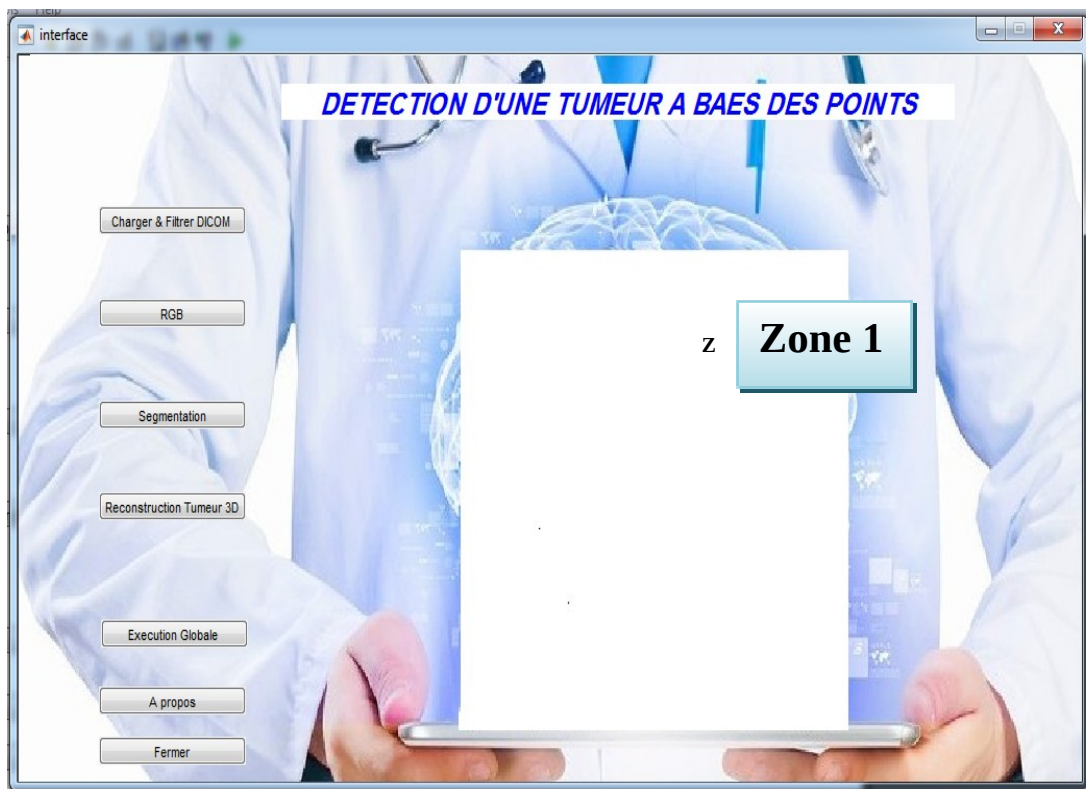 interface
DETECTION D'UNE TUMEUR A BAES DES POINTS
Charger & Filtrer DICOM
RGB
z Zone 1
Segmentation
Reconstruction Tumeur 3D
Execution Globale
A propos
Fermer